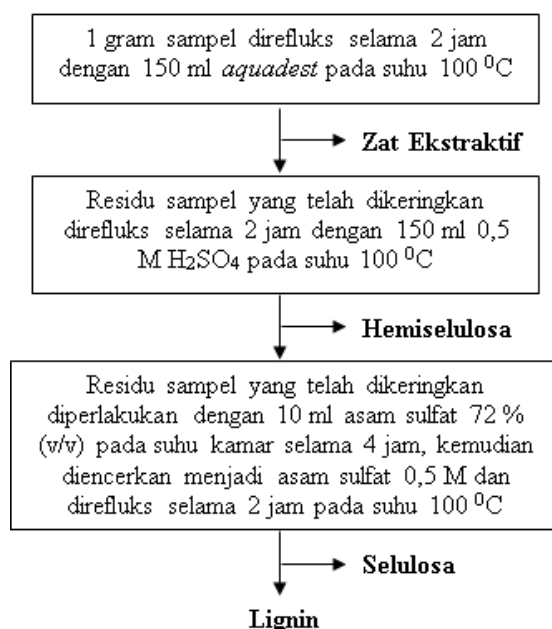 1 gram sampel direfluks selama 2 jam
dengan 150 ml aquadest pada suhu 100 ⁰C
Zat Ekstraktif
Residu sampel yang telah dikeringkan
direfluks selama 2 jam dengan 150 ml 0,5
M H₂SO₄ pada suhu 100 ⁰C
Hemiselulosa
Residu sampel yang telah dikeringkan
diperlakukan dengan 10 ml asam sulfat 72 %
(v/v) pada suhu kamar selama 4 jam, kemudian
diencerkan menjadi asam sulfat 0,5 M dan
direfluks selama 2 jam pada suhu 100 ⁰C
Selulosa
Lignin